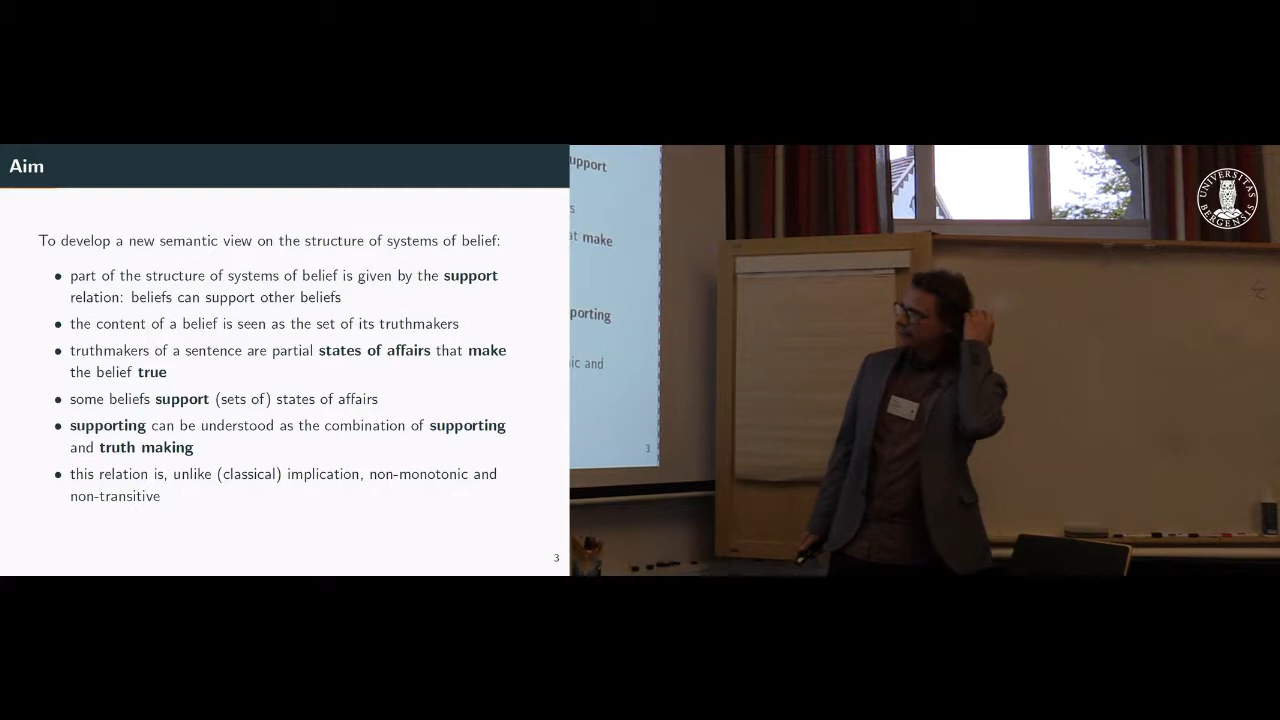 Aim
To develop a new semantic view on the structure of systems of belief:
• part of the structure of systems of belief is given by the support
relation: beliefs can support other beliefs
• the content of a belief is seen as the set of its truthmakers
• truthmakers of a sentence are partial states of affairs that make
the belief true
• some beliefs support (sets of) states of affairs
• supporting can be understood as the combination of supporting
and truth making
• this relation is, unlike (classical) implication, non-monotonic and
non-transitive
3
upport
s
at make
porting
ic and
3
UNIVERSITAS
BERGENSIS